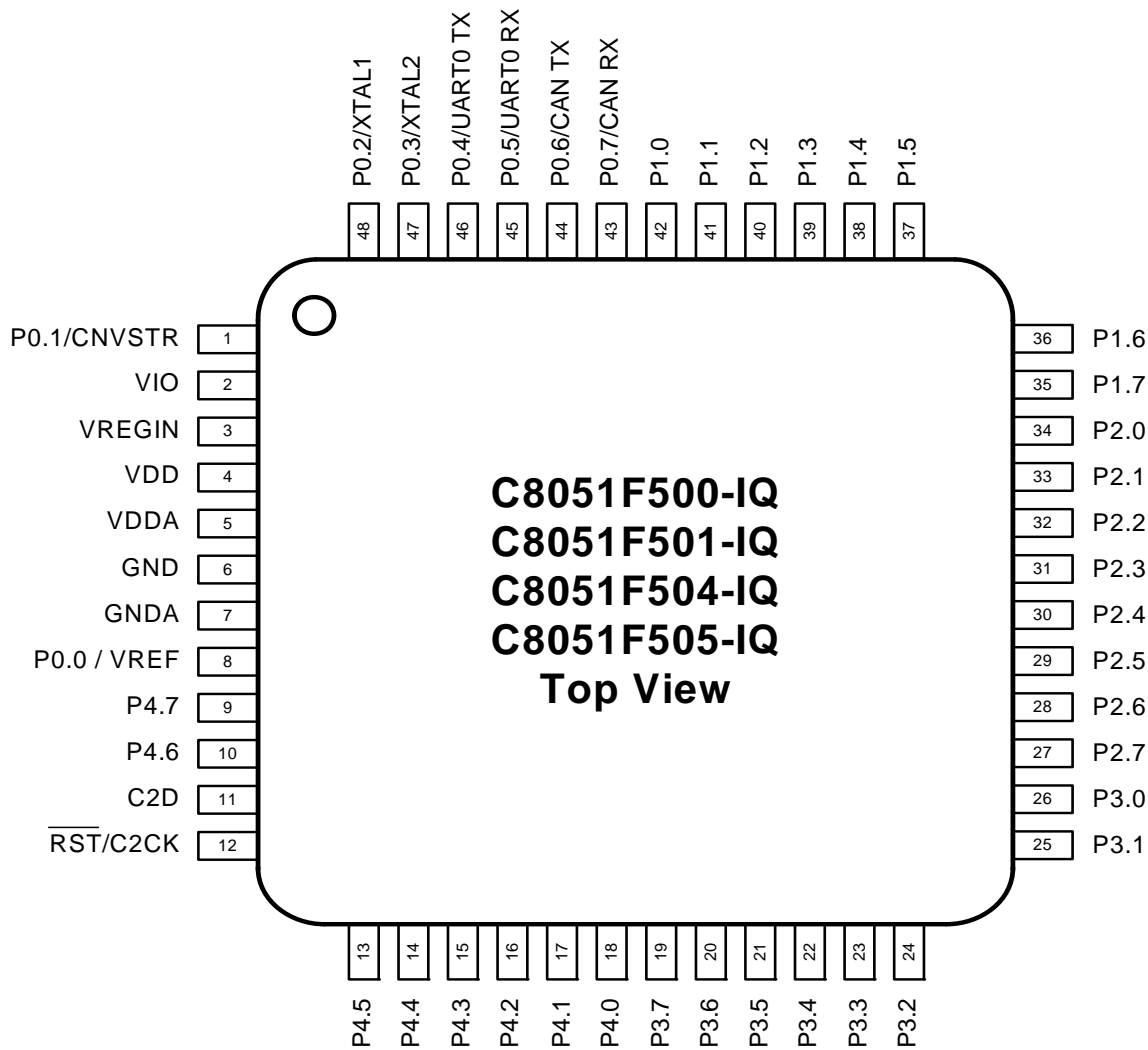 P0.2/XTAL1
P0.3/XTAL2
P0.4/UART0 TX
P0.5/UART0 RX
P0.6/CAN TX
P0.7/CAN RX
P1.0
P1.1
P1.2
P1.3
P1.4
P1.5
48
47
46
45
44
43
42
41
40
39
38
37
P0.1/CNVSTR 1
VIO 2
VREGIN 3
VDD 4
VDDA 5
GND 6
GNDA 7
P0.0 / VREF 8
P4.7 9
P4.6 10
C2D 11
RST/C2CK 12
C8051F500-IQ
C8051F501-IQ
C8051F504-IQ
C8051F505-IQ
Top View
36 P1.6
35 P1.7
34 P2.0
33 P2.1
32 P2.2
31 P2.3
30 P2.4
29 P2.5
28 P2.6
27 P2.7
26 P3.0
25 P3.1
13
14
15
16
17
18
19
20
21
22
23
24
P4.5
P4.4
P4.3
P4.2
P4.1
P4.0
P3.7
P3.6
P3.5
P3.4
P3.3
P3.2